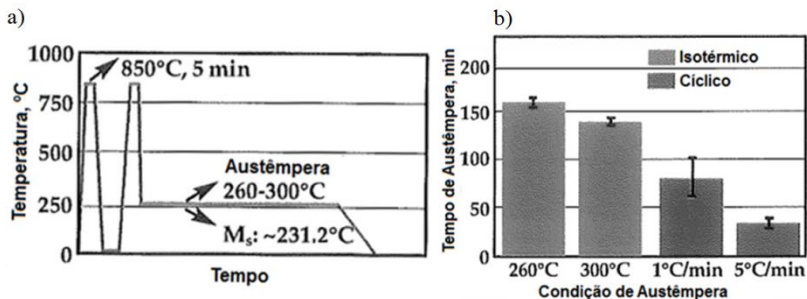 a)
Temperatura, °C
1000
750
500
250
0
850°C, 5 min
Austêmpera
260-300°C
Ms: ~231.2°C
Tempo
b)
Tempo de Austêmpera, min
200
150
100
50
0
Isotérmico
Cíclico
260°C 300°C 1°C/min 5°C/min
Condição de Austêmpera